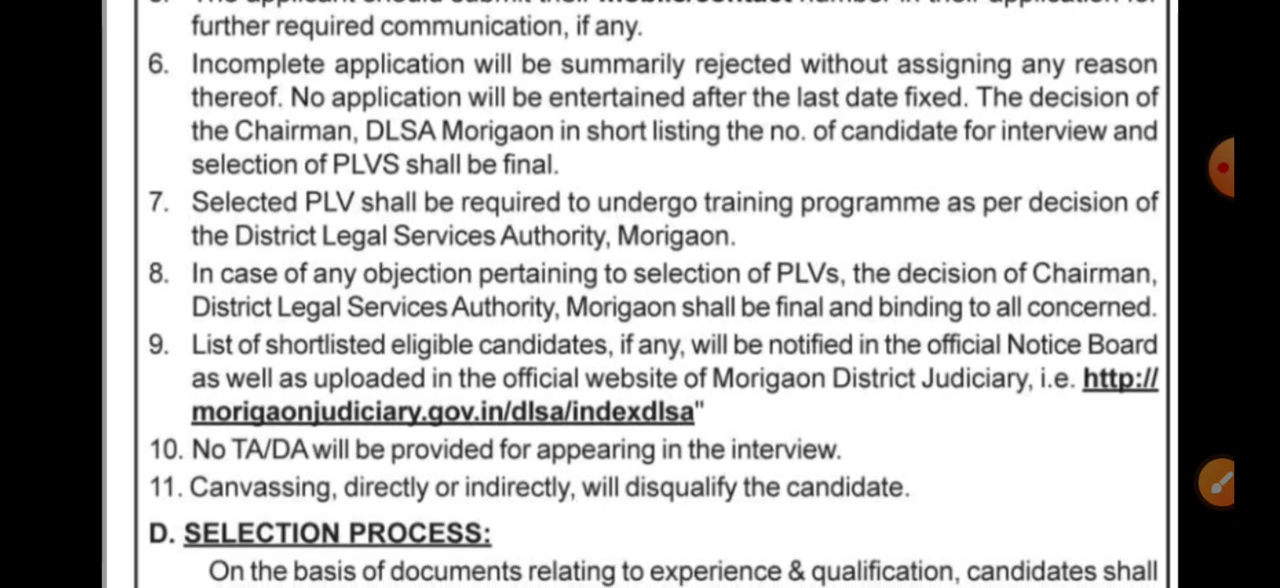 further required communication, if any.
6. Incomplete application will be summarily rejected without assigning any reason
thereof. No application will be entertained after the last date fixed. The decision of
the Chairman, DLSA Morigaon in short listing the no. of candidate for interview and
selection of PLVS shall be final.
7. Selected PLV shall be required to undergo training programme as per decision of
the District Legal Services Authority, Morigaon.
8. In case of any objection pertaining to selection of PLVs, the decision of Chairman,
District Legal Services Authority, Morigaon shall be final and binding to all concerned.
9. List of shortlisted eligible candidates, if any, will be notified in the official Notice Board
as well as uploaded in the official website of Morigaon District Judiciary, i.e. http://
morigaonjudiciary.gov.in/dlsa/indexdlsa"
10. No TA/DA will be provided for appearing in the interview.
11. Canvassing, directly or indirectly, will disqualify the candidate.
D. SELECTION PROCESS:
On the basis of documents relating to experience & qualification, candidates shall